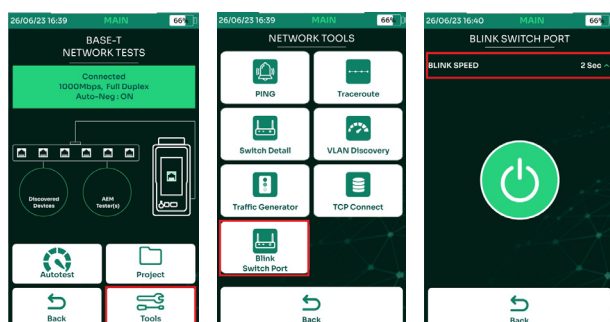 26/06/23 16:39 MAIN 66%
BASE-T
NETWORK TESTS
Connected
1000Mbps, Full Duplex
Auto-Neg : ON
Discovered
Devices
AEM
Tester(s)
Autotest
Project
Back
Tools
26/06/23 16:39 MAIN 66%
NETWORK TOOLS
PING
Traceroute
Switch Detail
VLAN Discovery
Traffic Generator
TCP Connect
Blink
Switch Port
Back
26/06/23 16:40 MAIN 66%
BLINK SWITCH PORT
BLINK SPEED 2 Sec
Back